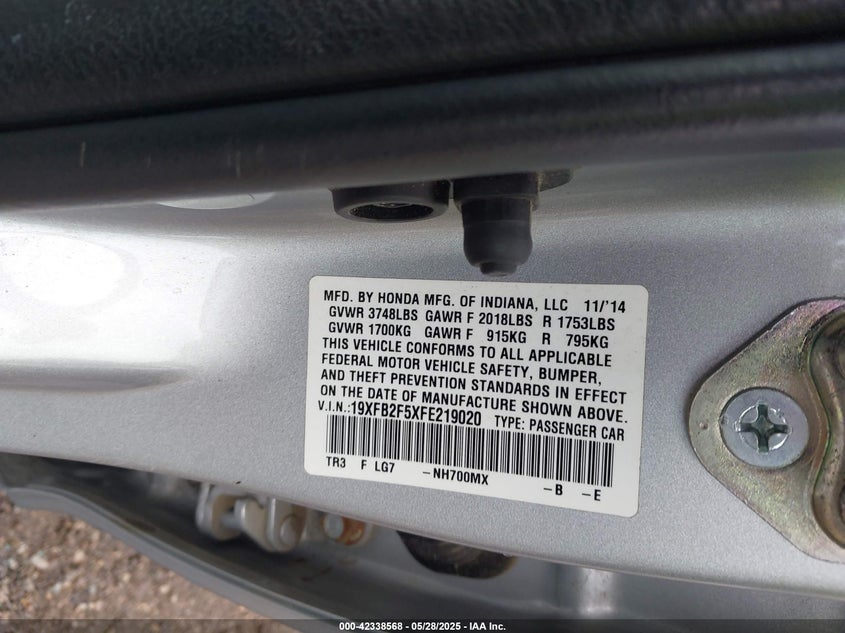 MFD. BY HONDA MFG. OF INDIANA, LLC 11/'14
GVWR 3748LBS GAWR F 2018LBS R 1753LBS
GVWR 1700KG GAWR F 915KG R 795KG
THIS VEHICLE CONFORMS TO ALL APPLICABLE
FEDERAL MOTOR VEHICLE SAFETY, BUMPER,
AND THEFT PREVENTION STANDARDS IN EFFECT
ON THE DATE OF MANUFACTURE SHOWN ABOVE.
V.I.N.:19XFB2F5XFE219020 TYPE: PASSENGER CAR
TR3 F LG7 -NH700MX -B -E
000-42338568 - 05/28/2025 - IAA Inc.